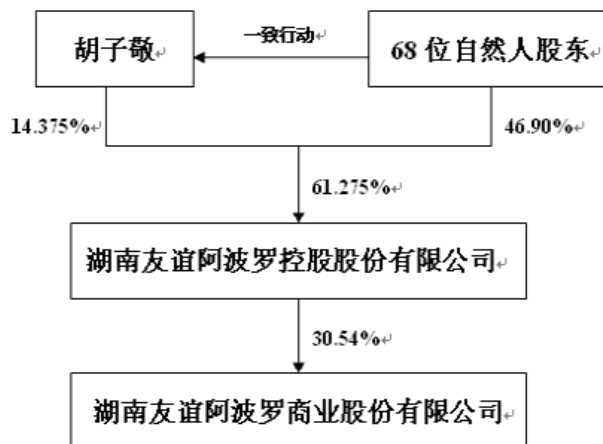 一致行动
胡子敬
68 位自然人股东
14.375%
46.90%
61.275%
湖南友谊阿波罗控股股份有限公司
30.54%
湖南友谊阿波罗商业股份有限公司